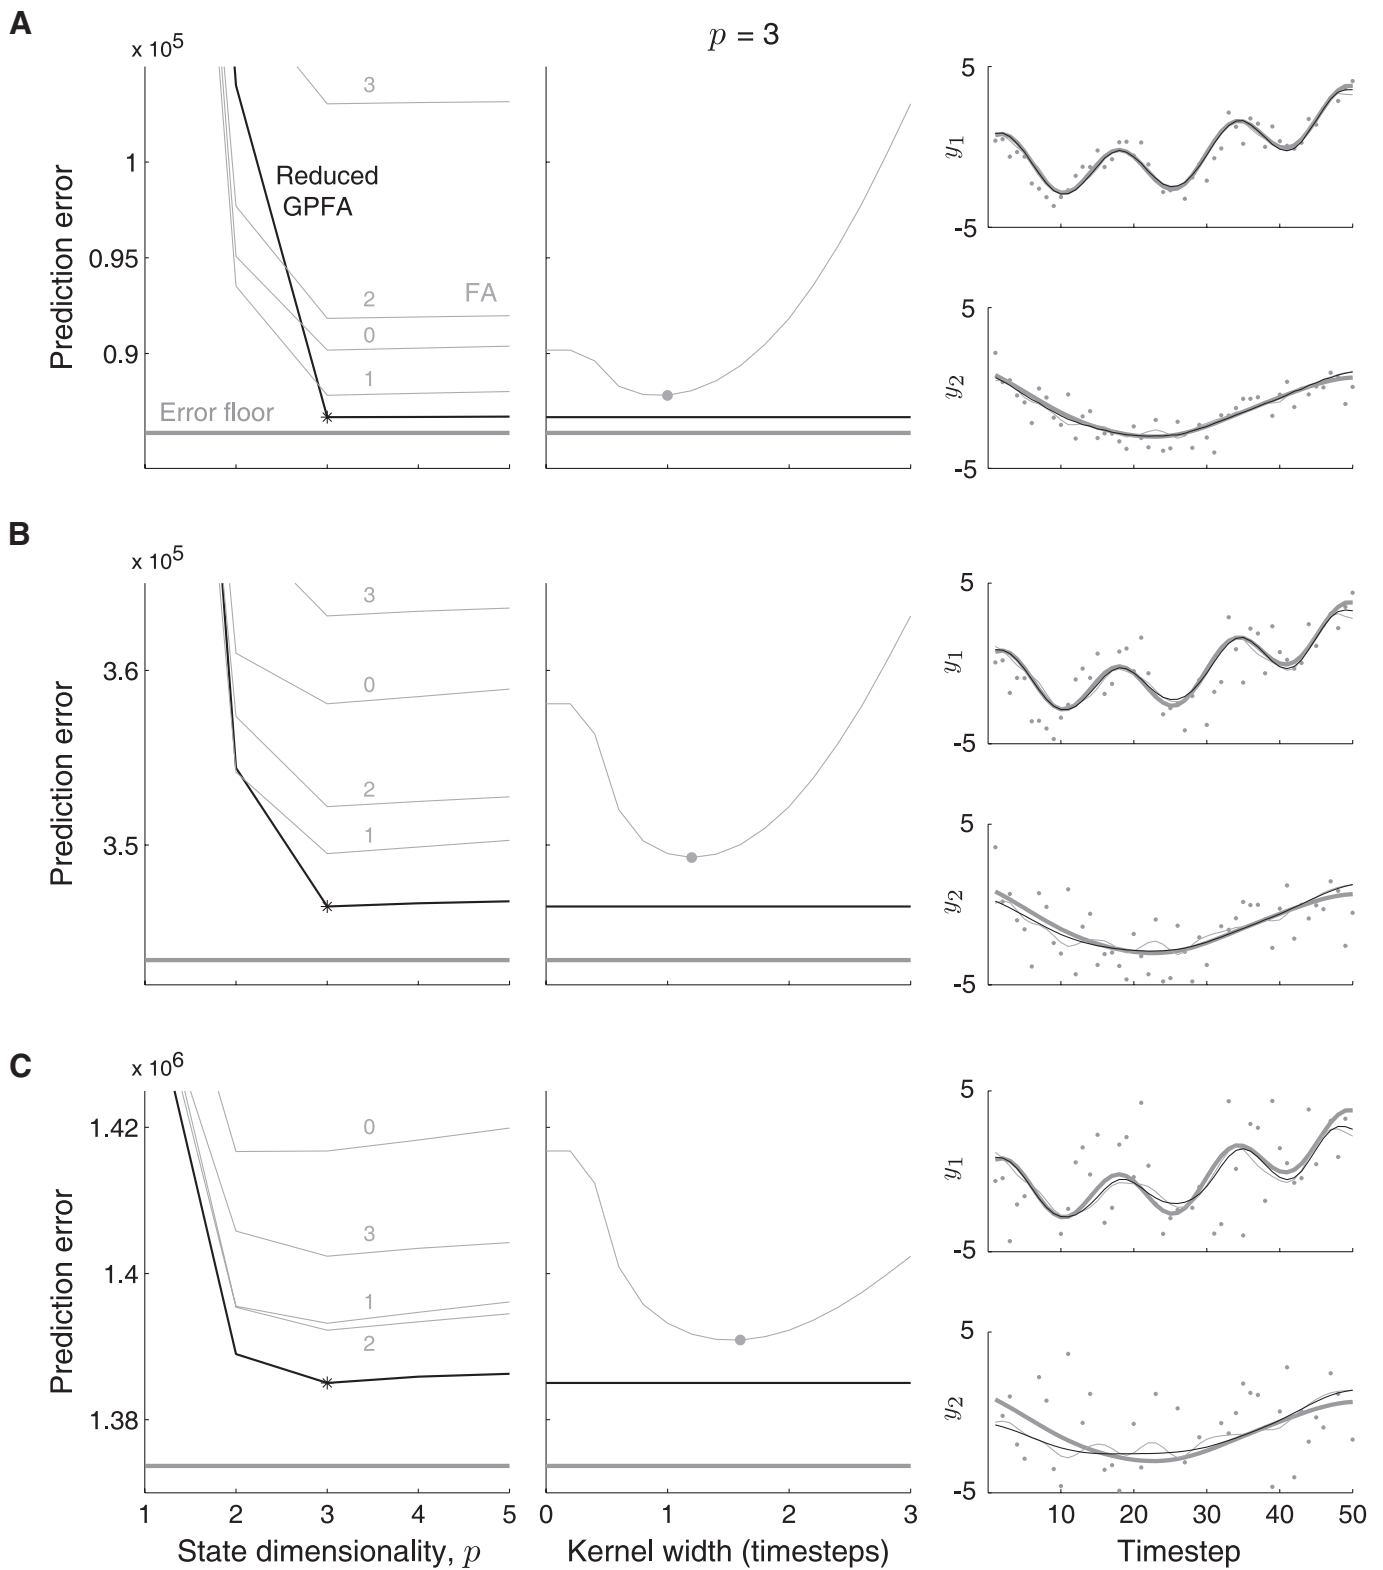 A
p = 3
x 10^5
1
0.95
0.9
Prediction error
3
Reduced
GPFA
2
FA
0
1
Error floor
5
y1
-5
5
y2
-5
B
x 10^5
3.6
3.5
Prediction error
3
0
2
1
5
y1
-5
5
y2
-5
C
x 10^6
1.42
1.4
1.38
Prediction error
0
3
1
2
1 2 3 4 5
State dimensionality, p
0 1 2 3
Kernel width (timesteps)
5
y1
-5
5
y2
-5
10 20 30 40 50
Timestep